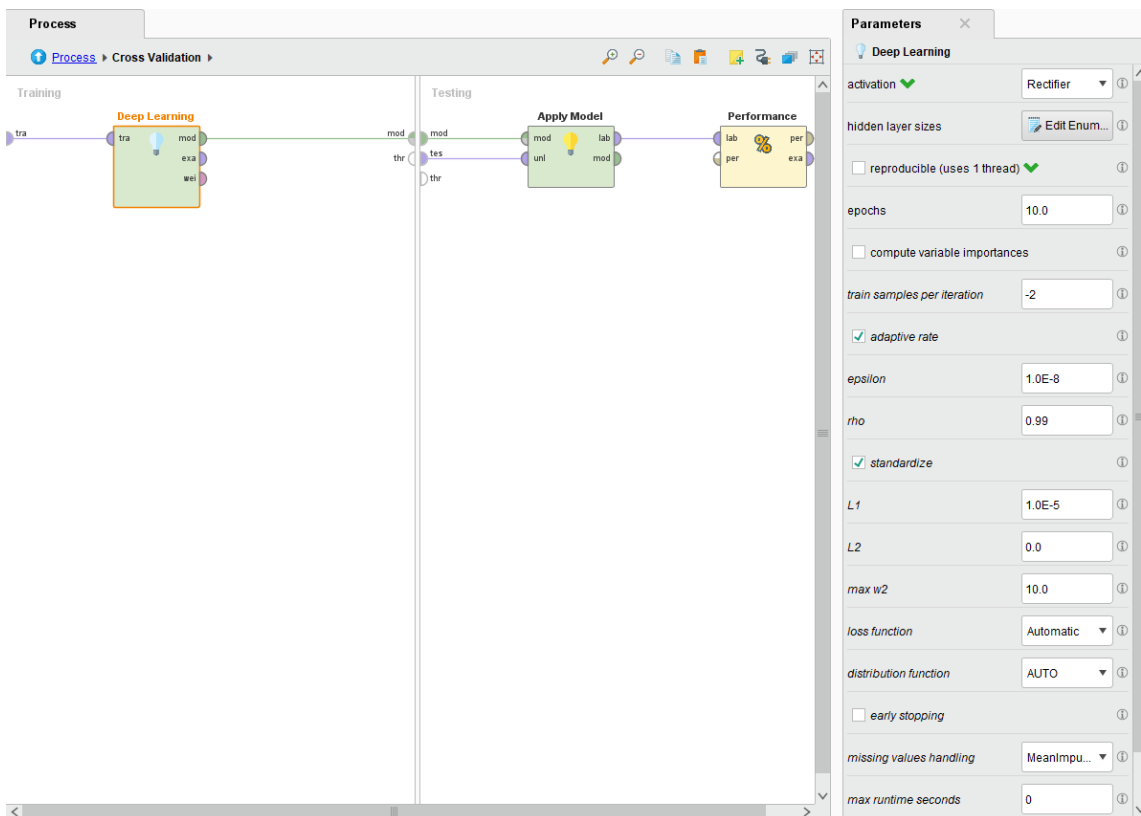 Process
Process ▸ Cross Validation ▸
Training
Deep Learning
tra
tra
mod
exa
wei
mod
thr
Testing
mod
tes
thr
Apply Model
mod
unl
lab
mod
Performance
lab
per
%
per
exa
Parameters
Deep Learning
activation
Rectifier
hidden layer sizes
Edit Enum...
reproducible (uses 1 thread)
epochs
10.0
compute variable importances
train samples per iteration
-2
adaptive rate
epsilon
1.0E-8
rho
0.99
standardize
L1
1.0E-5
L2
0.0
max w2
10.0
loss function
Automatic
distribution function
AUTO
early stopping
missing values handling
MeanImpu...
max runtime seconds
0